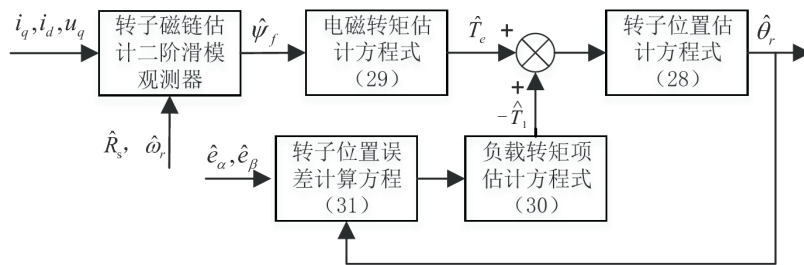 i_q, i_d, u_q
转子磁链估
计二阶滑模
观测器
ψ̂_f
电磁转矩估
计方程式
(29)
T̂_e
+
转子位置估
计方程式
(28)
θ̂_r
+
-T̂_1
R̂_s, ω̂_r
ê_α, ê_β
转子位置误
差计算方程
(31)
负载转矩项
估计方程式
(30)